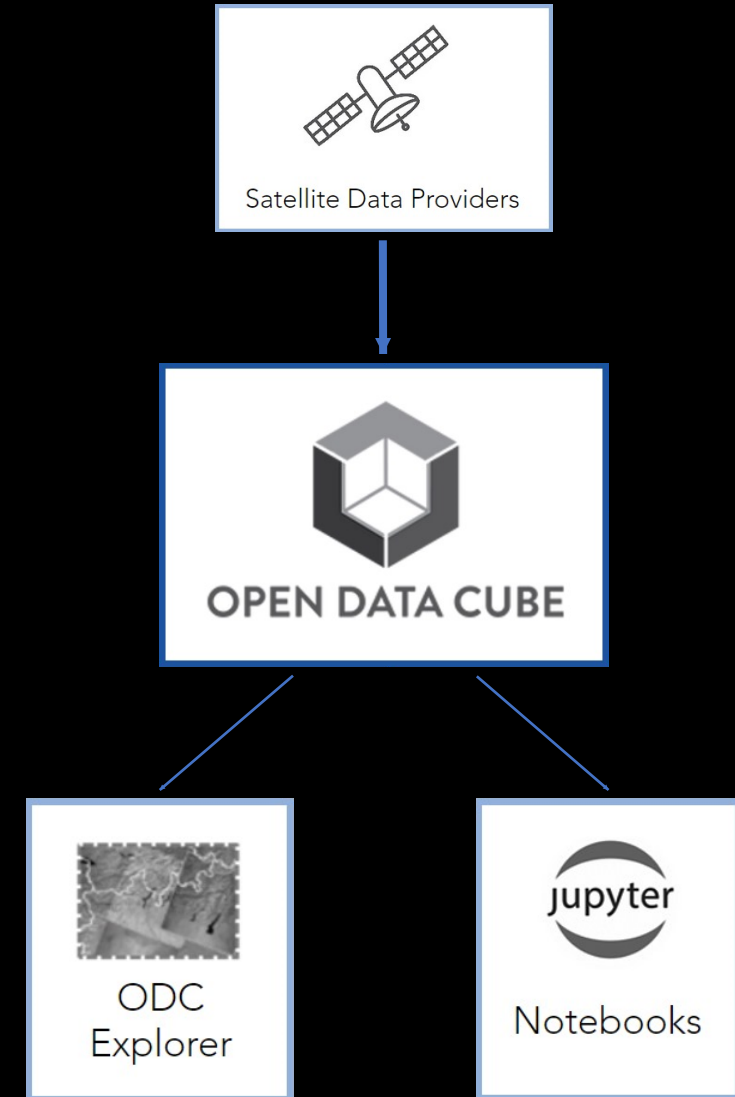 Satellite Data Providers
OPEN DATA CUBE
ODC
Explorer
jupyter
Notebooks